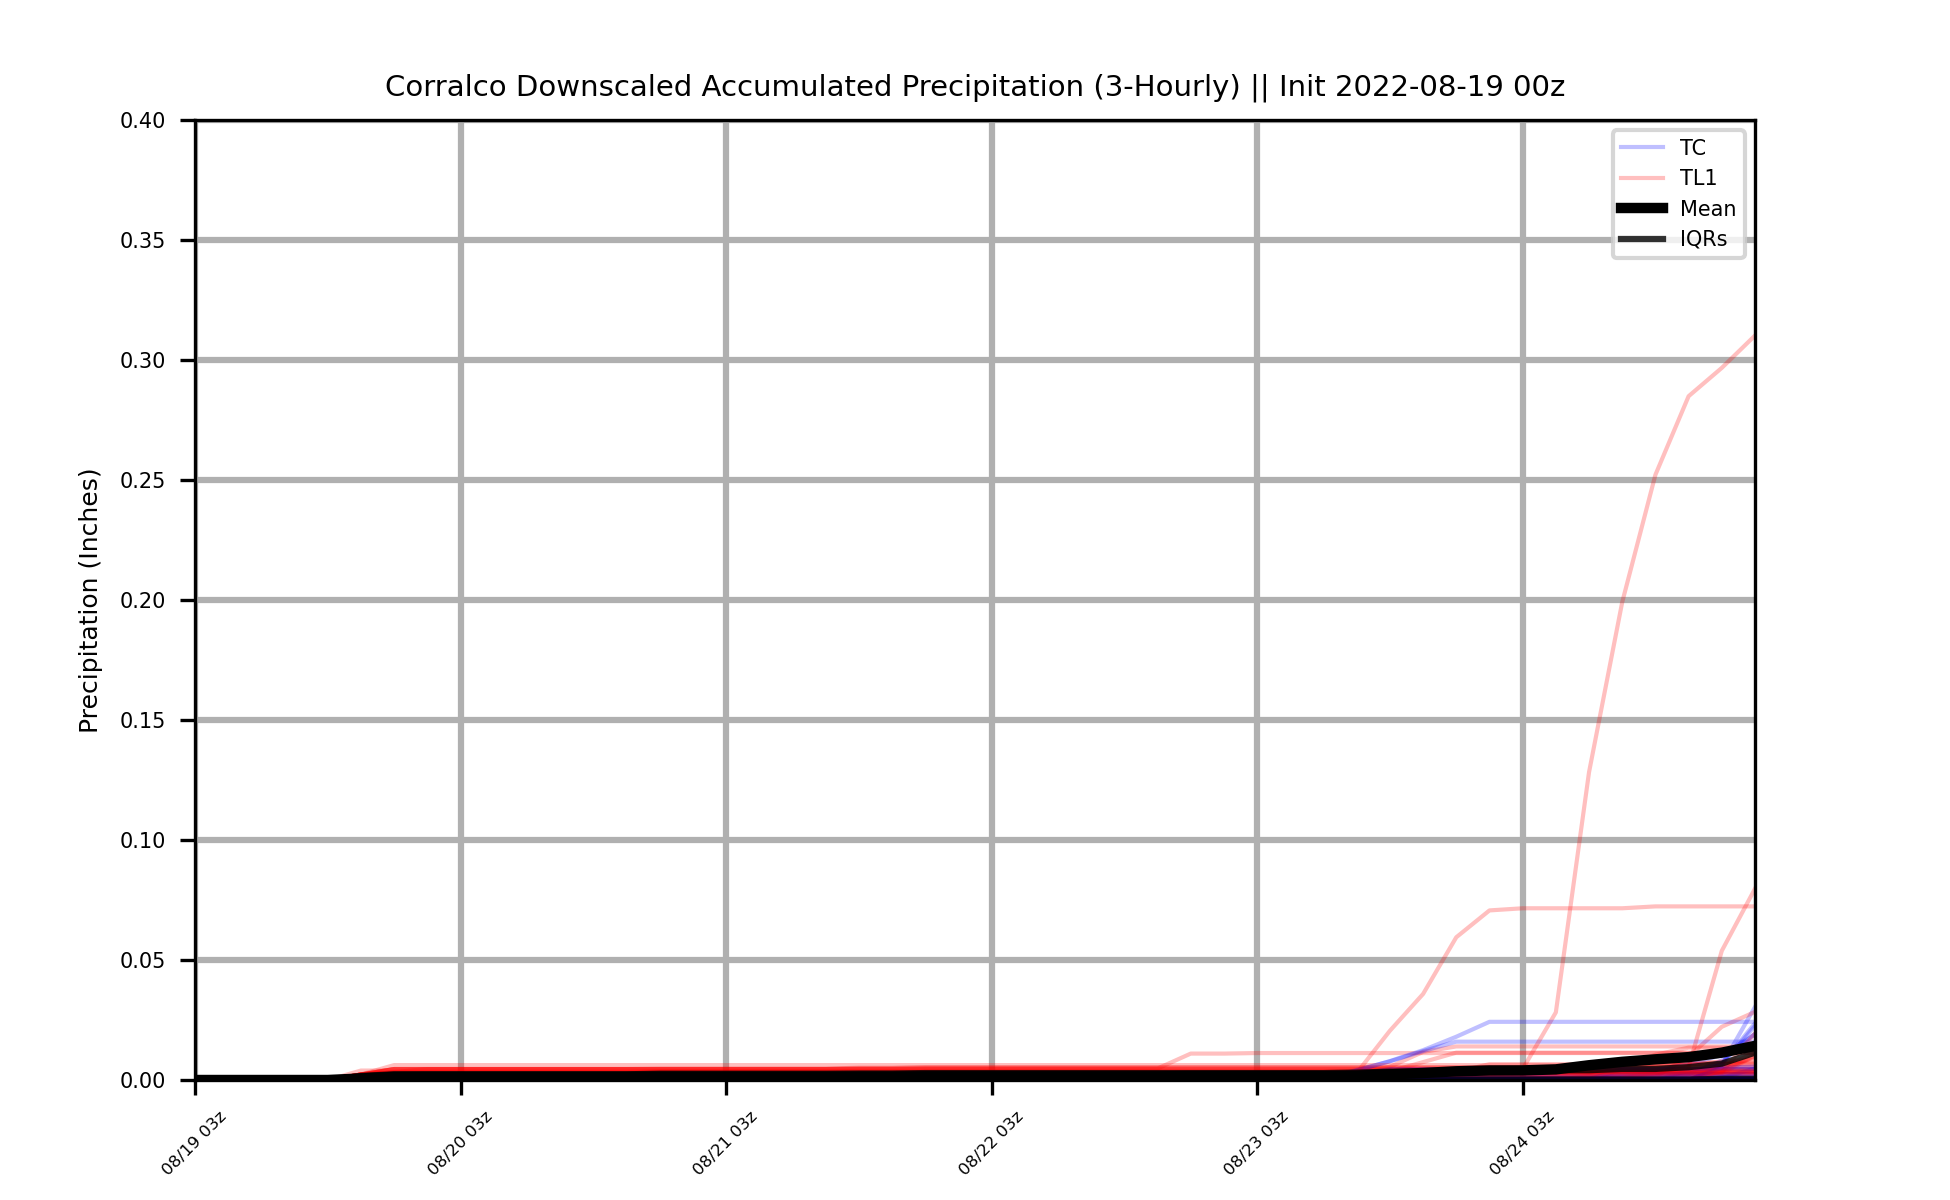 Corralco Downscaled Accumulated Precipitation (3-Hourly) || Init 2022-08-19 00z
0.40
0.35
0.30
0.25
0.20
0.15
0.10
0.05
0.00
Precipitation (Inches)
TC
TL1
Mean
IQRs
08/19 03z
08/20 03z
08/21 03z
08/22 03z
08/23 03z
08/24 03z